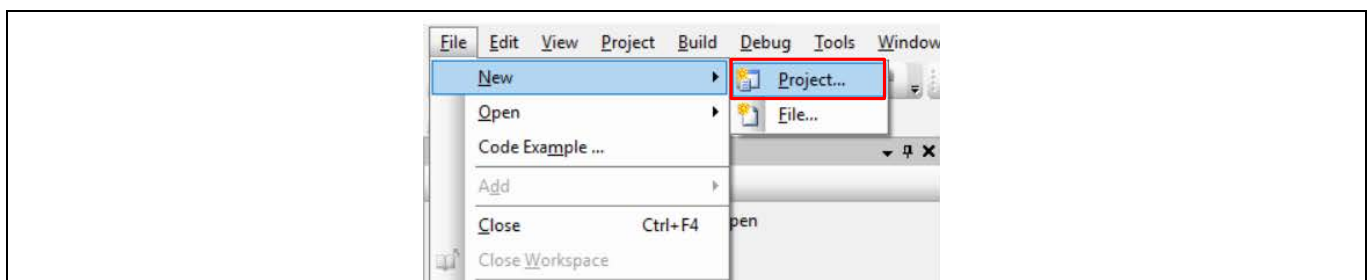 File Edit View Project Build Debug Tools Window
New Project...
Open File...
Code Example ...
Add
Close Ctrl+F4 pen
Close Workspace